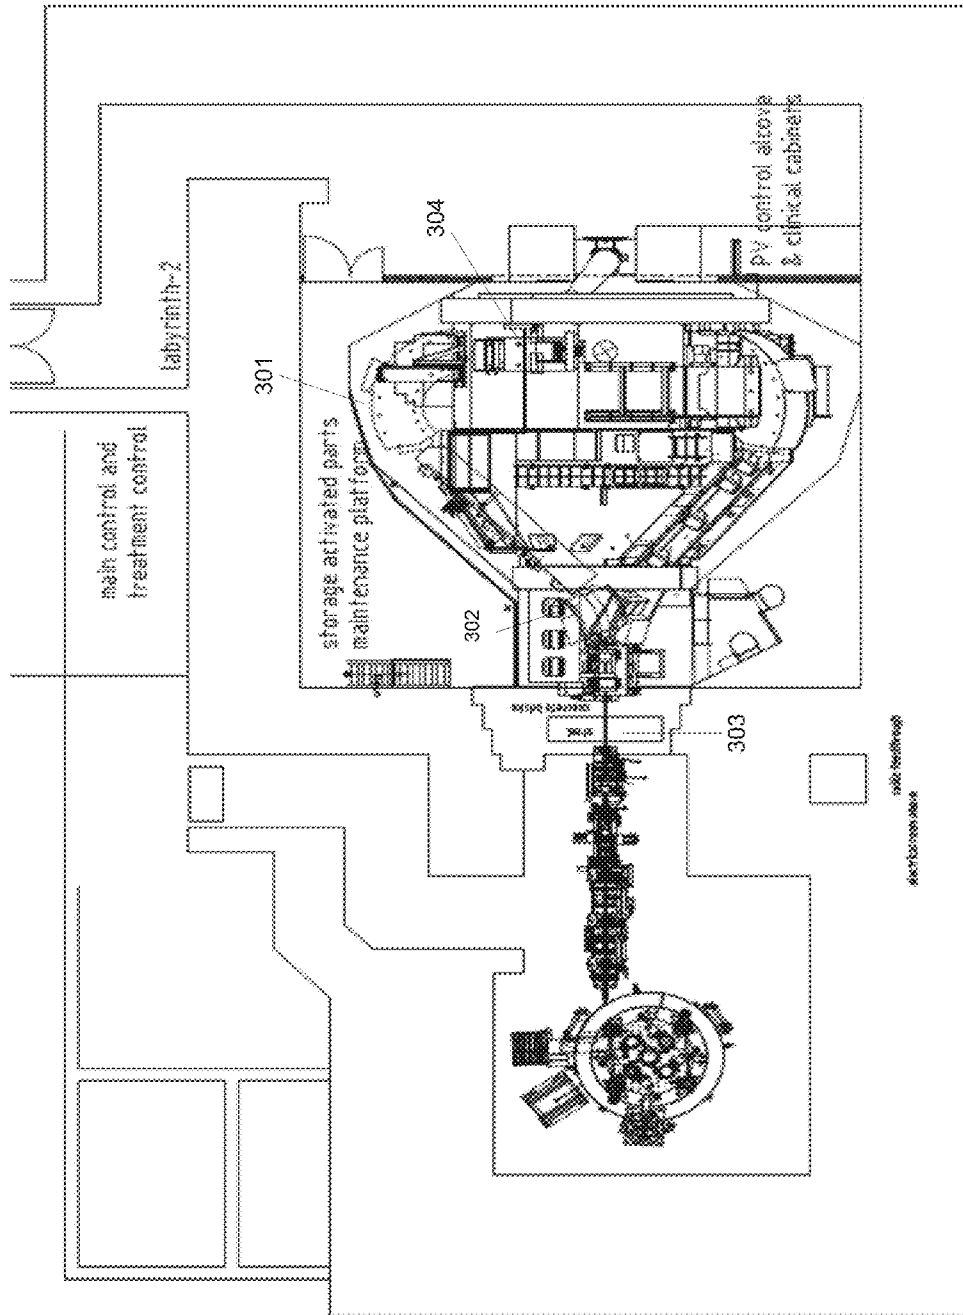 labyrinth-2
main control and
treatment control
301
304
PV control alcove
& clinical cabinets
storage activated parts
maintenance platform
302
303